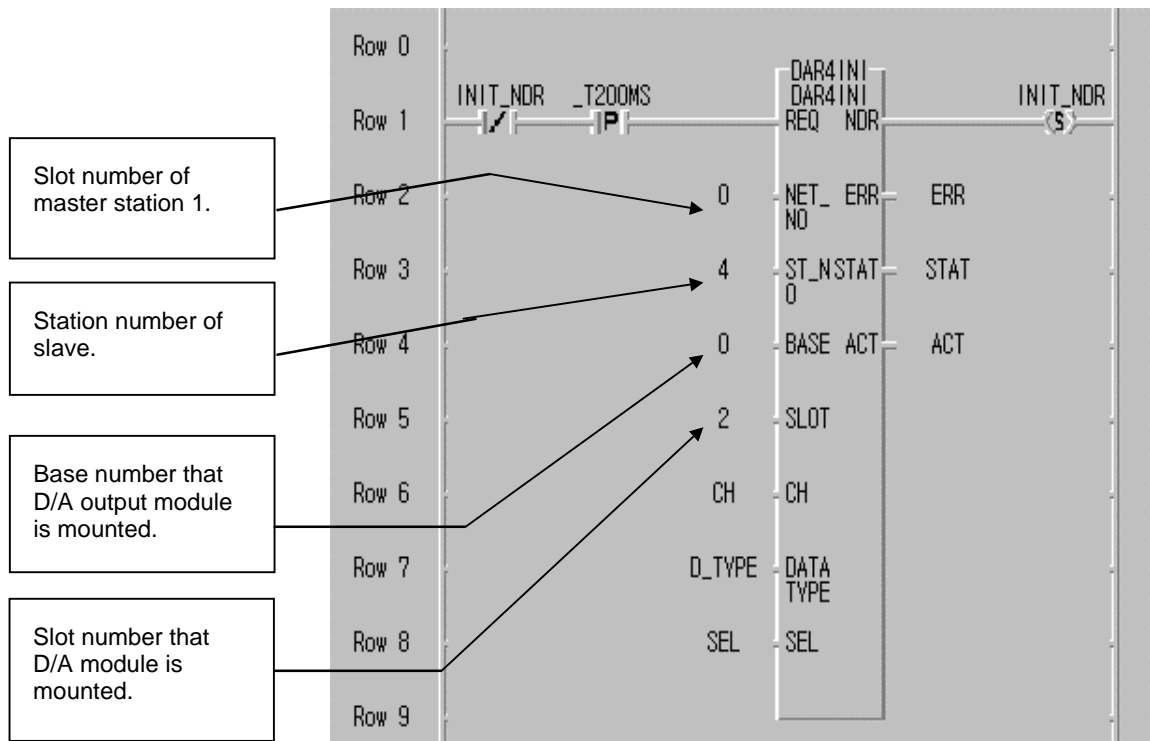 Row 0
DAR4INI
INIT_NDR _T200MS DAR4INI INIT_NDR
Row 1 P REQ NDR S
Slot number of
master station 1.
Row 2 0 NET_ ERR ERR
NO
Row 3 4 ST_N STAT STAT
O
Station number of
slave.
Row 4 0 BASE ACT ACT
Row 5 2 SLOT
Base number that
D/A output module
is mounted.
Row 6 CH CH
Row 7 D_TYPE DATA
TYPE
Slot number that
D/A module is
mounted.
Row 8 SEL SEL
Row 9